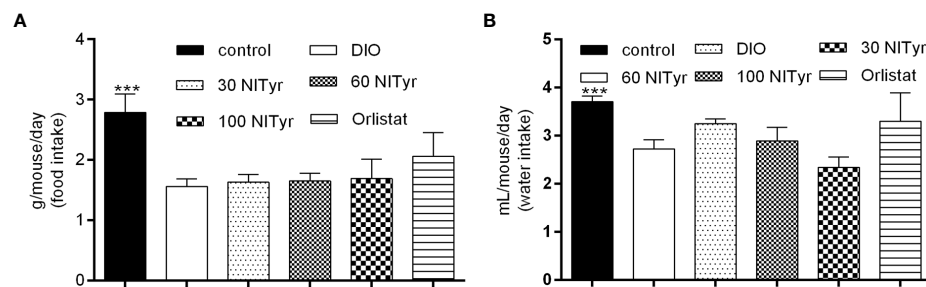 A
g/mouse/day
(food intake)
4
3
2
1
0
control
DIO
30 NITyr
60 NITyr
100 NITyr
Orlistat
***
B
mL/mouse/day
(water intake)
5
4
3
2
1
0
control
DIO
30 NITyr
60 NITyr
100 NITyr
Orlistat
***